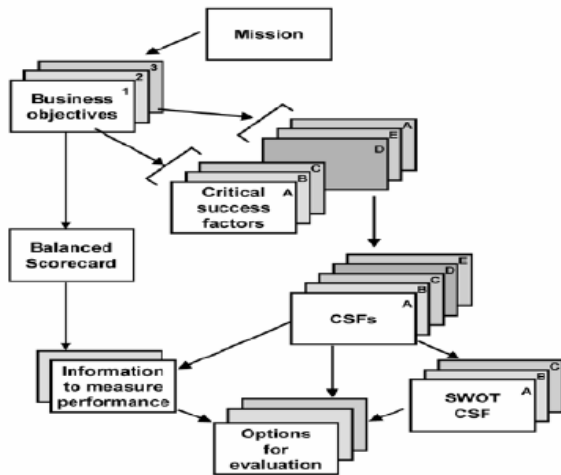 Mission
3
2
1
Business
objectives
A
E
D
C
B
A
Critical
success
factors
Balanced
Scorecard
E
D
C
B
A
CSFs
Information
to measure
performance
C
B
A
SWOT
CSF
Options
for
evaluation